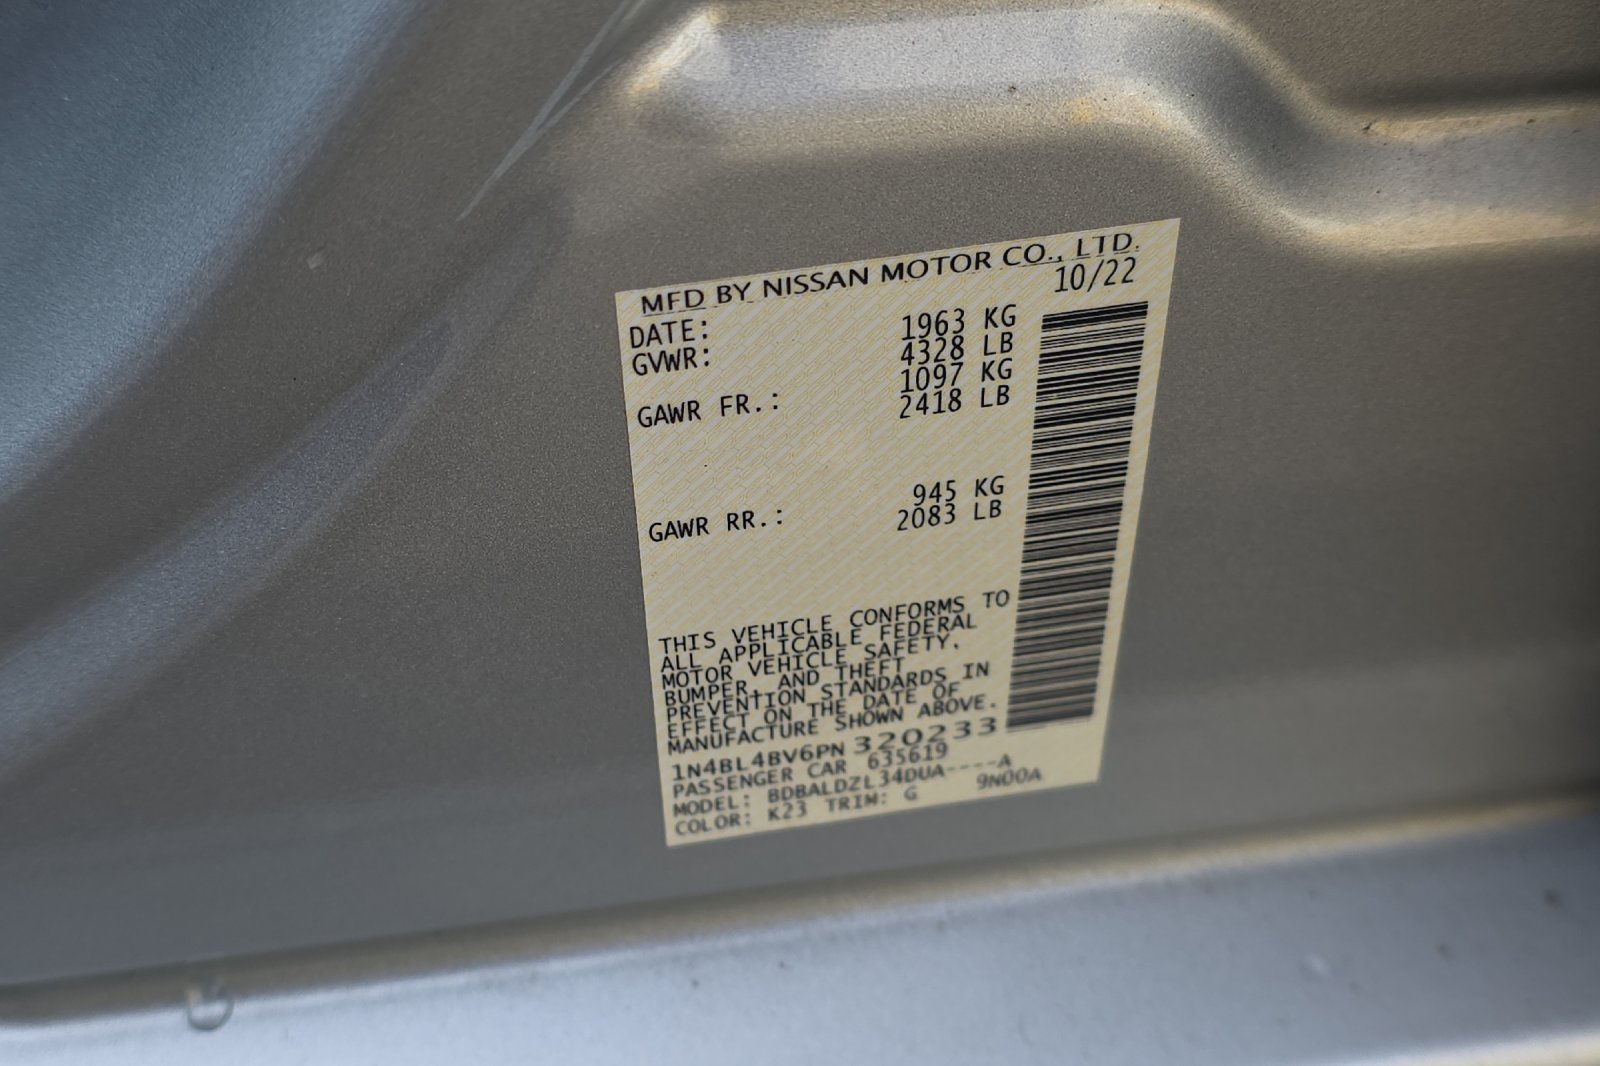 MFD BY NISSAN MOTOR CO., LTD.
DATE: 10/22
GVWR: 1963 KG
4328 LB
GAWR FR.: 1097 KG
2418 LB
GAWR RR.: 945 KG
2083 LB
THIS VEHICLE CONFORMS TO
ALL APPLICABLE FEDERAL
MOTOR VEHICLE SAFETY,
BUMPER, AND THEFT
PREVENTION STANDARDS IN
EFFECT ON THE DATE OF
MANUFACTURE SHOWN ABOVE.
1N4BL4BV6PN 320233
PASSENGER CAR 635619
MODEL: BDBALDZL34DUA----A
COLOR: K23 TRIM: G 9N00A